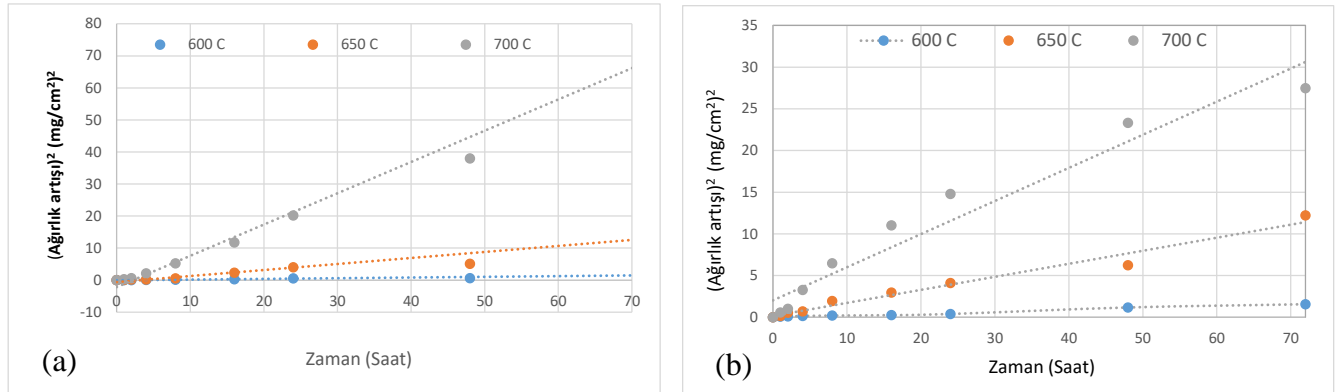 80
70
60
50
40
30
20
10
0
-10
600 C 650 C 700 C
(Ağırlık artışı)² (mg/cm²)²
0 10 20 30 40 50 60 70
Zaman (Saat)
(a)
35
30
25
20
15
10
5
0
600 C 650 C 700 C
(Ağırlık artışı)² (mg/cm²)²
0 10 20 30 40 50 60 70
Zaman (Saat)
(b)